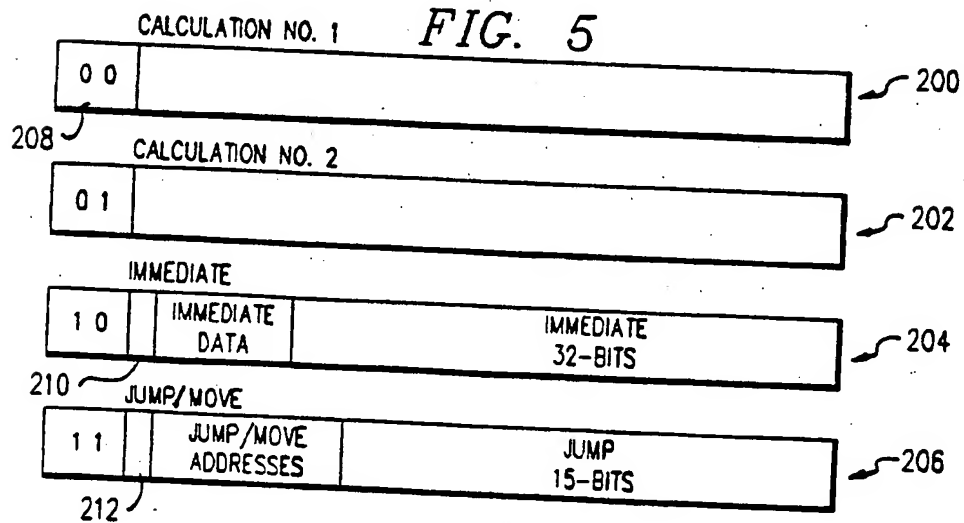 FIG. 5
CALCULATION NO. 1
0 0
200
208
CALCULATION NO. 2
0 1
202
IMMEDIATE
1 0
IMMEDIATE
DATA
IMMEDIATE
32-BITS
204
210
JUMP/MOVE
1 1
JUMP/MOVE
ADDRESSES
JUMP
15-BITS
206
212